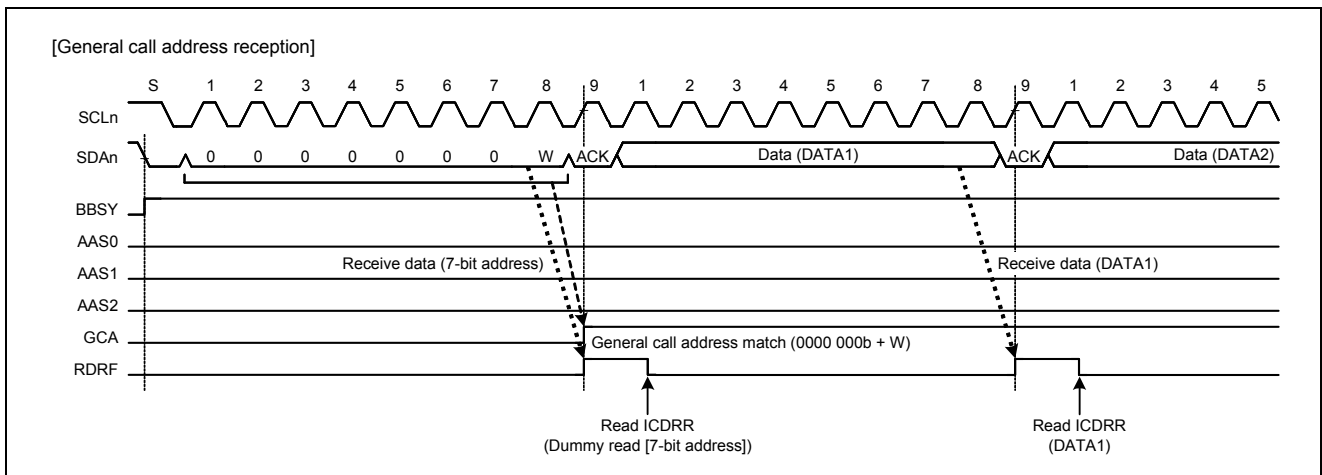 [General call address reception]
S 1 2 3 4 5 6 7 8 9 1 2 3 4 5 6 7 8 9 1 2 3 4 5
SCLn
SDAn 0 0 0 0 0 0 0 W ACK Data (DATA1) ACK Data (DATA2)
BBSY
AAS0
Receive data (7-bit address) Receive data (DATA1)
AAS1
AAS2
GCA
General call address match (0000 000b + W)
RDRF
Read ICDRR
(Dummy read [7-bit address])
Read ICDRR
(DATA1)